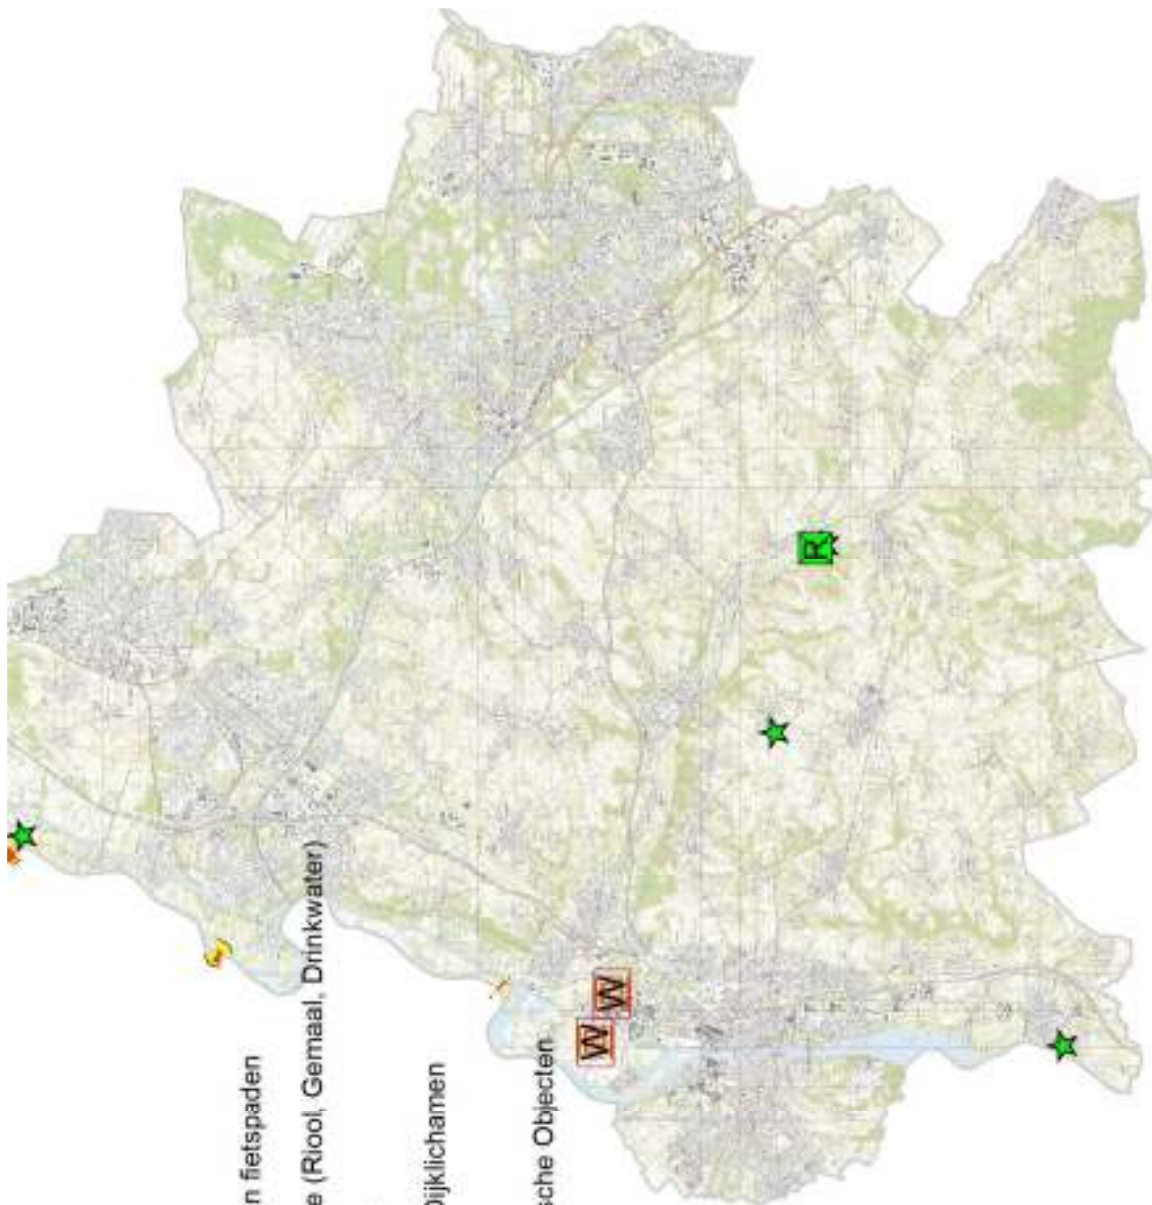 n fietspaden
e (Riool, Gemaal, Drinkwater)
Dijklichamen
sche Objecten
W
W
R